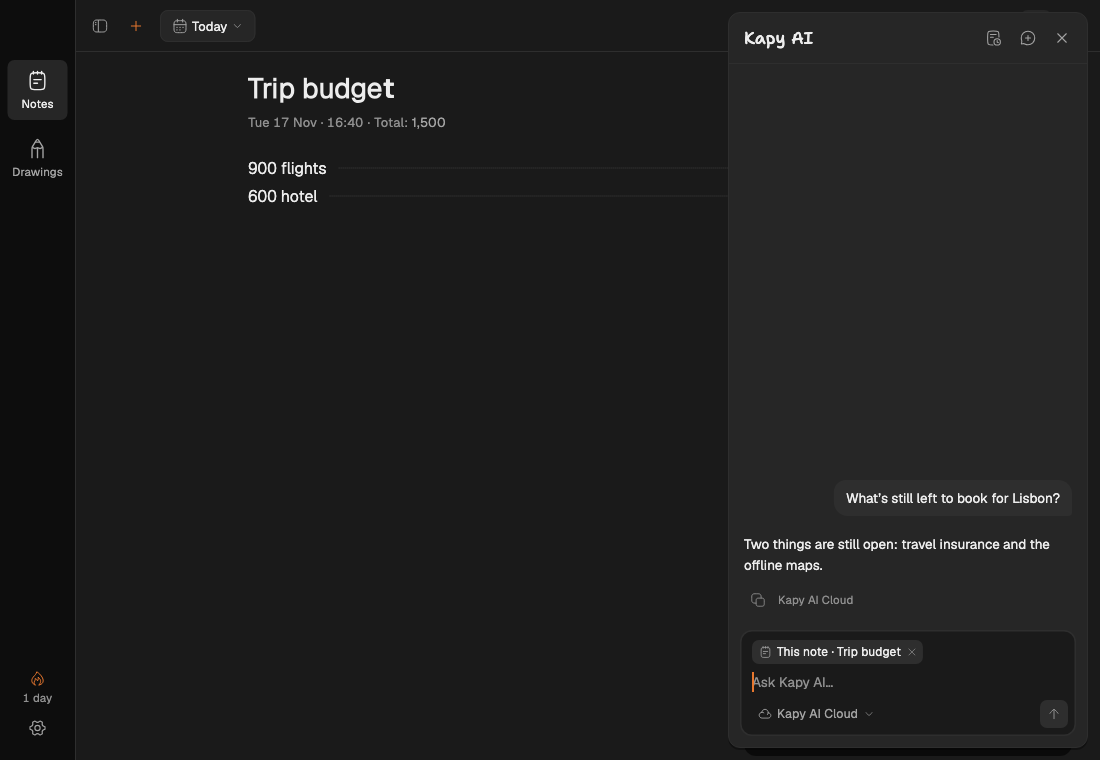 Today
Kapy AI
Notes
Drawings
Trip budget
Tue 17 Nov · 16:40 · Total: 1,500
900 flights
600 hotel
What's still left to book for Lisbon?
Two things are still open: travel insurance and the
offline maps.
Kapy AI Cloud
This note · Trip budget
Ask Kapy AI...
Kapy AI Cloud
1 day